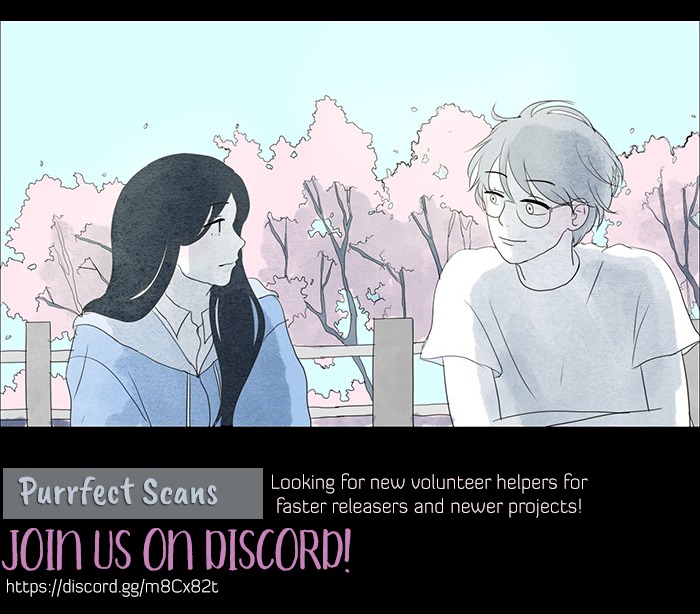 Purrfect Scans
Looking for new volunteer helpers for
faster releasers and newer projects!
JOIN US ON DISCORD!
https://discord.gg/m8Cx82t